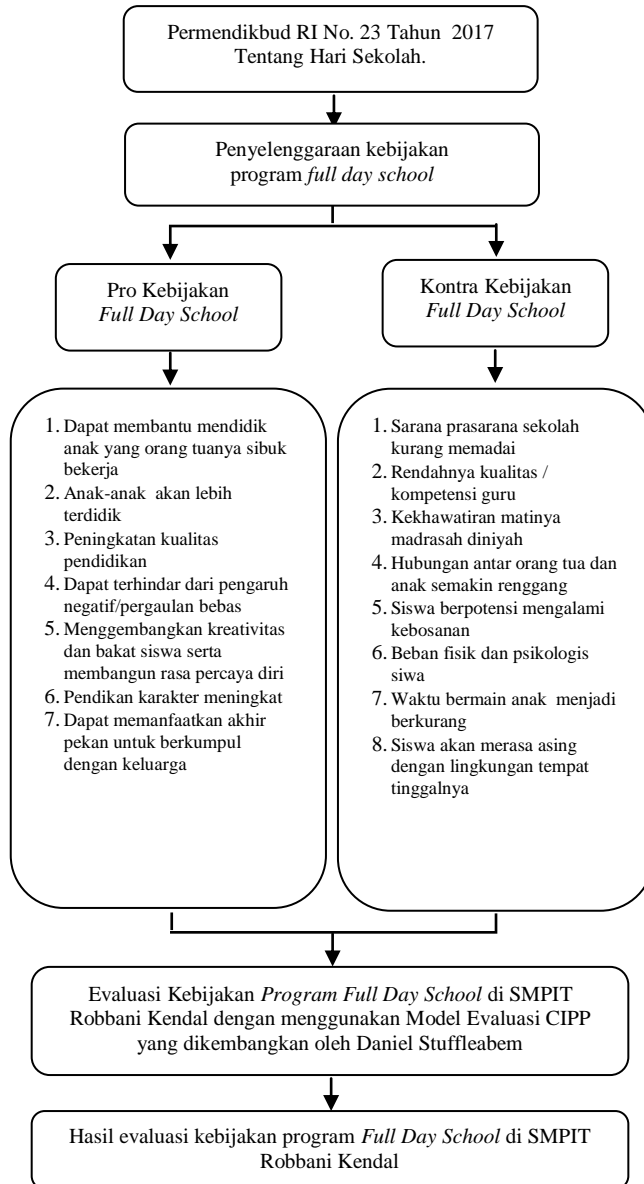 Permendikbud RI No. 23 Tahun 2017
Tentang Hari Sekolah.
Penyelenggaraan kebijakan
program full day school
Pro Kebijakan
Full Day School
Kontra Kebijakan
Full Day School
1. Dapat membantu mendidik
anak yang orang tuanya sibuk
bekerja
2. Anak-anak akan lebih
terdidik
3. Peningkatan kualitas
pendidikan
4. Dapat terhindar dari pengaruh
negatif/pergaulan bebas
5. Menggembangkan kreativitas
dan bakat siswa serta
membangun rasa percaya diri
6. Pendikan karakter meningkat
7. Dapat memanfaatkan akhir
pekan untuk berkumpul
dengan keluarga
1. Sarana prasarana sekolah
kurang memadai
2. Rendahnya kualitas /
kompetensi guru
3. Kekhawatiran matinya
madrasah diniyah
4. Hubungan antar orang tua dan
anak semakin renggang
5. Siswa berpotensi mengalami
kebosanan
6. Beban fisik dan psikologis
siwa
7. Waktu bermain anak menjadi
berkurang
8. Siswa akan merasa asing
dengan lingkungan tempat
tinggalnya
Evaluasi Kebijakan Program Full Day School di SMPIT
Robbani Kendal dengan menggunakan Model Evaluasi CIPP
yang dikembangkan oleh Daniel Stuffleabem
Hasil evaluasi kebijakan program Full Day School di SMPIT
Robbani Kendal